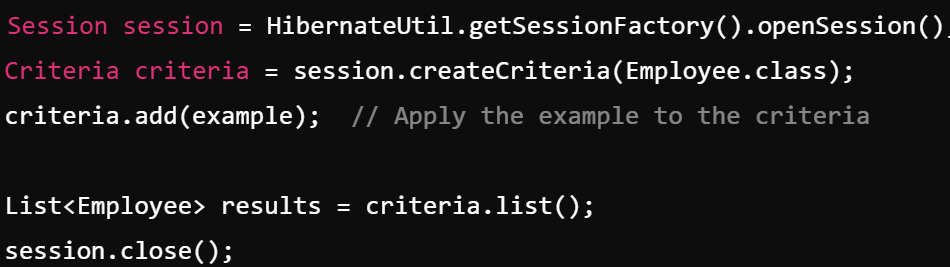 Session session = HibernateUtil.getSessionFactory().openSession();
Criteria criteria = session.createCriteria(Employee.class);
criteria.add(example);  // Apply the example to the criteria
List<Employee> results = criteria.list();
session.close();